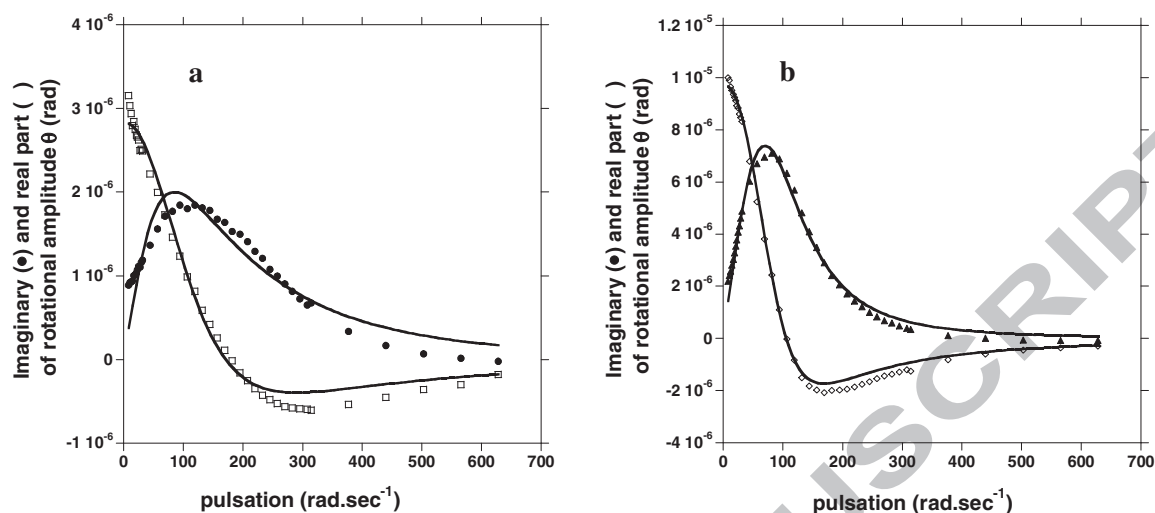 a
Imaginary (●) and real part ( )
of rotational amplitude θ (rad)
4 10⁻⁶
3 10⁻⁶
2 10⁻⁶
1 10⁻⁶
0
-1 10⁻⁶
0 100 200 300 400 500 600 700
pulsation (rad.sec⁻¹)
b
Imaginary (●) and real part ( )
of rotational amplitude θ (rad)
1.2 10⁻⁵
1 10⁻⁵
8 10⁻⁶
6 10⁻⁶
4 10⁻⁶
2 10⁻⁶
0
-2 10⁻⁶
-4 10⁻⁶
0 100 200 300 400 500 600 700
pulsation (rad.sec⁻¹)
USCRIPT